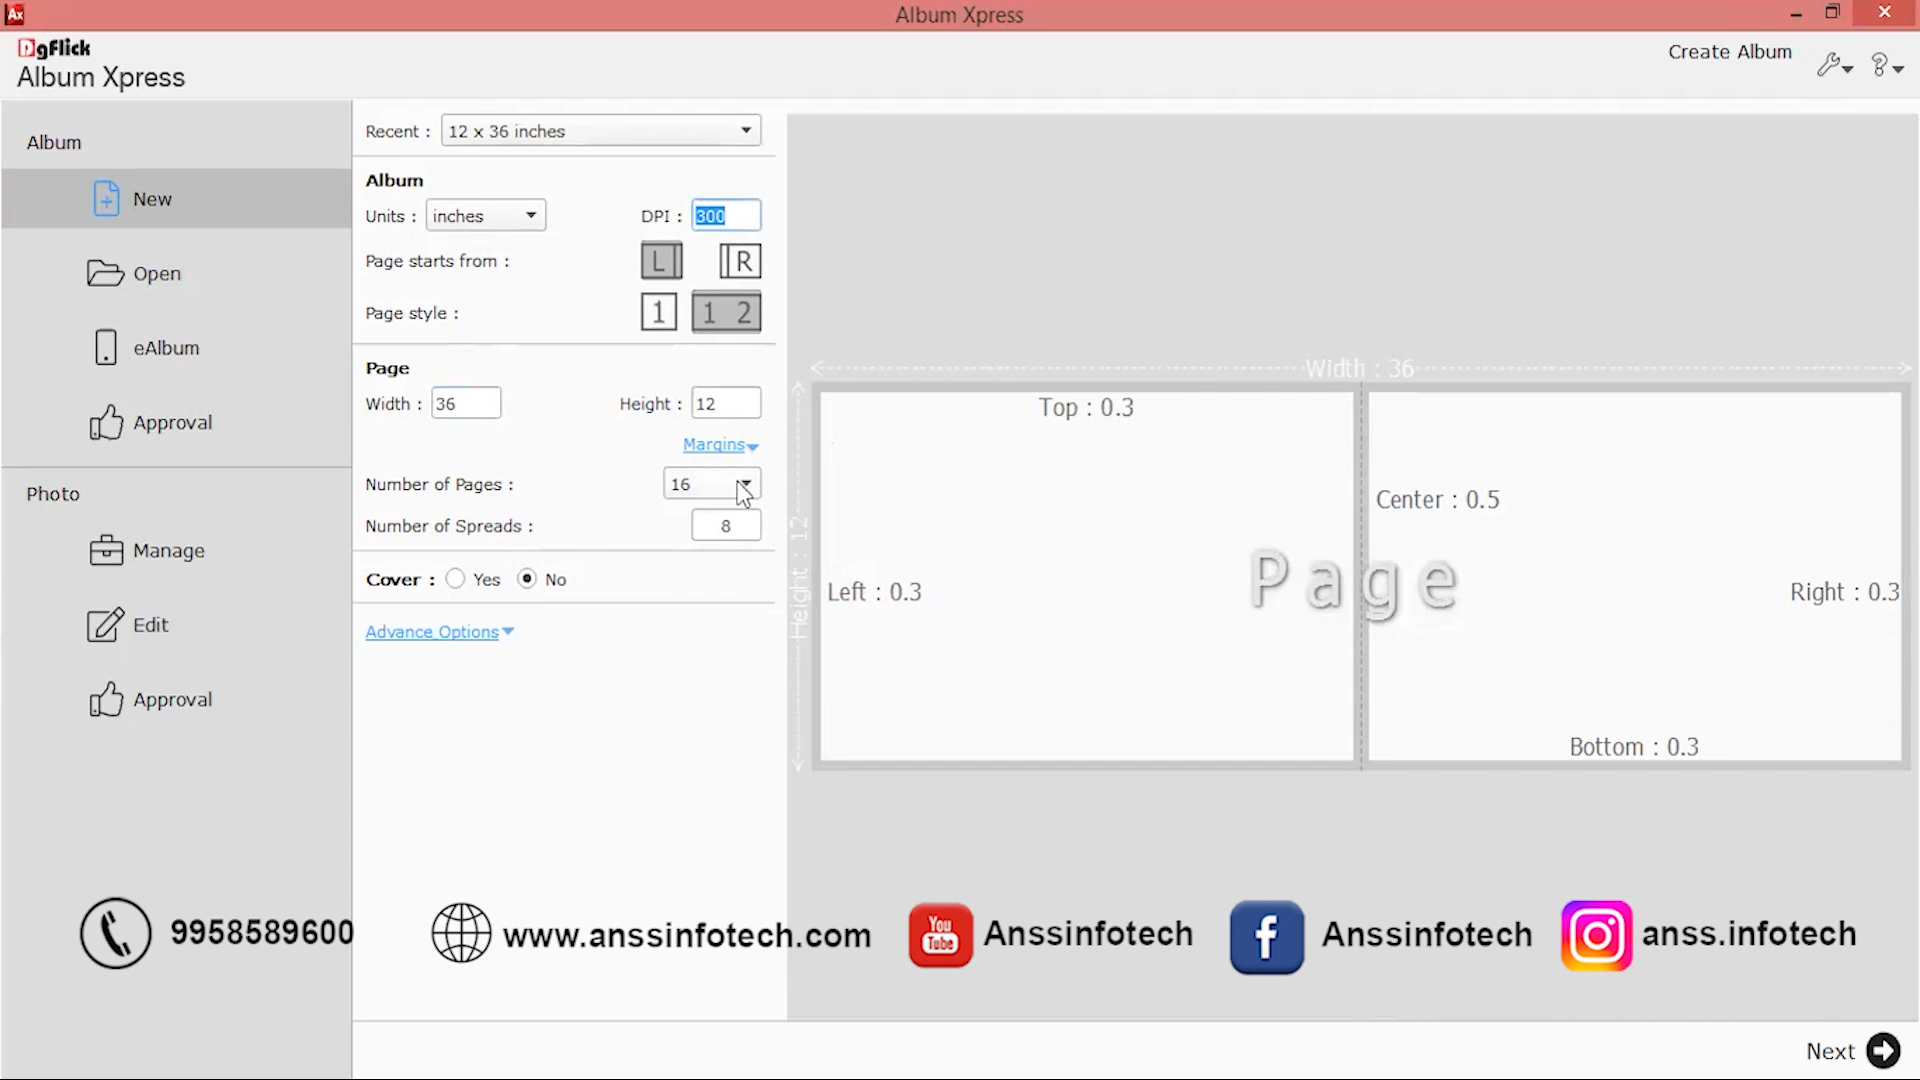 Ax
Album Xpress
DgFlick
Album Xpress
Create Album
?
Album
New
Open
eAlbum
Approval
Photo
Manage
Edit
Approval
Recent :
12 x 36 inches
Album
Units :
inches
DPI :
300
Page starts from :
L
R
Page style :
1
1 2
Page
Width :
36
Height :
12
Margins
Number of Pages :
16
Number of Spreads :
8
Cover :
Yes
No
Advance Options
Width : 36
Height : 12
Top : 0.3
Center : 0.5
Page
Left : 0.3
Right : 0.3
Bottom : 0.3
9958589600
www.anssinfotech.com
You
Tube
Anssinfotech
f
Anssinfotech
anss.infotech
Next